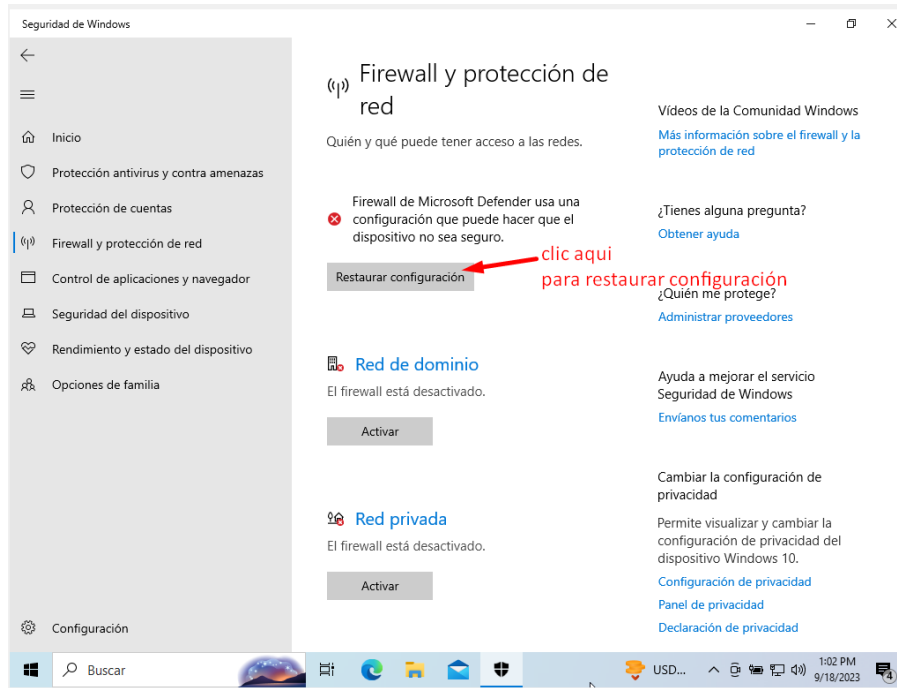 Seguridad de Windows
Inicio
Protección antivirus y contra amenazas
Protección de cuentas
Firewall y protección de red
Control de aplicaciones y navegador
Seguridad del dispositivo
Rendimiento y estado del dispositivo
Opciones de familia
Configuración
Firewall y protección de
red
Quién y qué puede tener acceso a las redes.
Firewall de Microsoft Defender usa una
configuración que puede hacer que el
dispositivo no sea seguro.
Restaurar configuración
clic aqui
para restaurar configuración
Red de dominio
El firewall está desactivado.
Activar
Red privada
El firewall está desactivado.
Activar
Vídeos de la Comunidad Windows
Más información sobre el firewall y la
protección de red
¿Tienes alguna pregunta?
Obtener ayuda
¿Quién me protege?
Administrar proveedores
Ayuda a mejorar el servicio
Seguridad de Windows
Envíanos tus comentarios
Cambiar la configuración de
privacidad
Permite visualizar y cambiar la
configuración de privacidad del
dispositivo Windows 10.
Configuración de privacidad
Panel de privacidad
Declaración de privacidad
Buscar
USD...
1:02 PM
9/18/2023
4